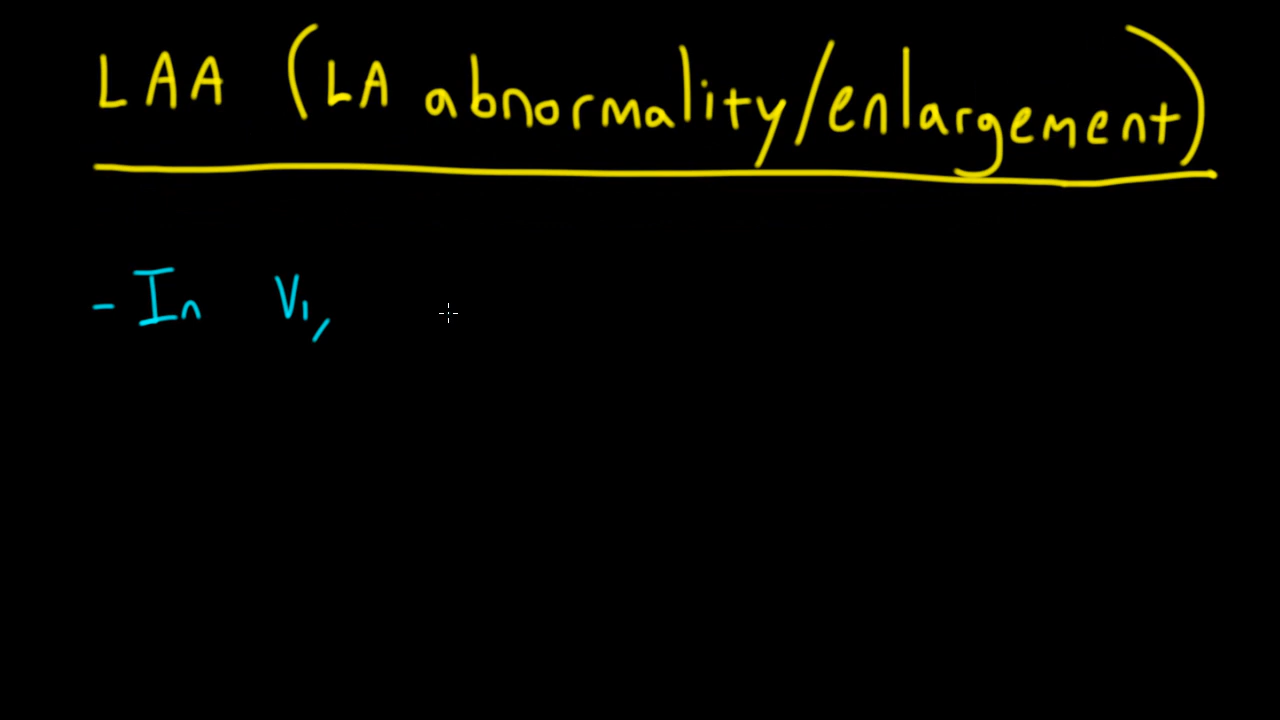 LAA (LA abnormality/enlargement)
- In V1,